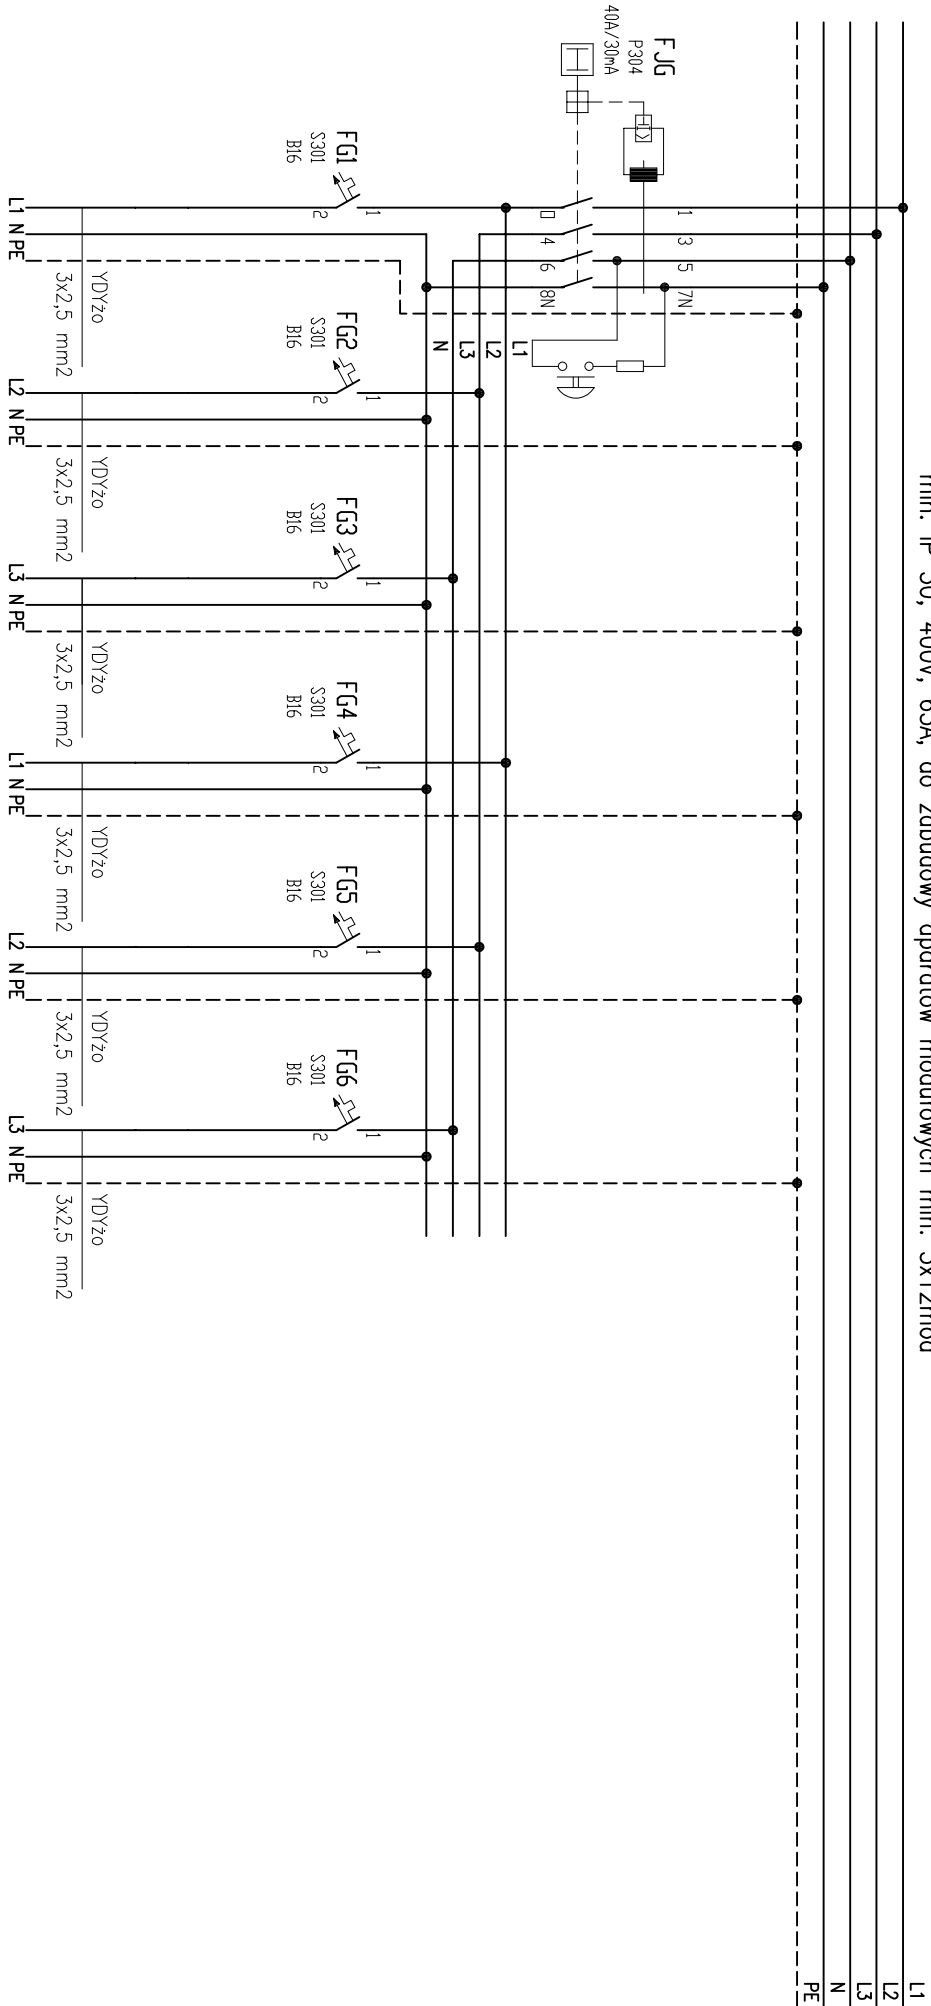 min. IP 30, 400V, 63A, do zabudowy aparatów modułowych min. 3x12mod
L1
L2
L3
N
PE
FJG
P304
40A/30mA
1
3
5
7N
4
6
8N
L1
L2
L3
N
FG1
S301
B16
1
2
FG2
S301
B16
1
2
FG3
S301
B16
1
2
FG4
S301
B16
1
2
FG5
S301
B16
1
2
FG6
S301
B16
1
2
YDYżo
3x2,5 mm2
YDYżo
3x2,5 mm2
YDYżo
3x2,5 mm2
YDYżo
3x2,5 mm2
YDYżo
3x2,5 mm2
YDYżo
3x2,5 mm2
L1 N PE
L2 N PE
L3 N PE
L1 N PE
L2 N PE
L3 N PE